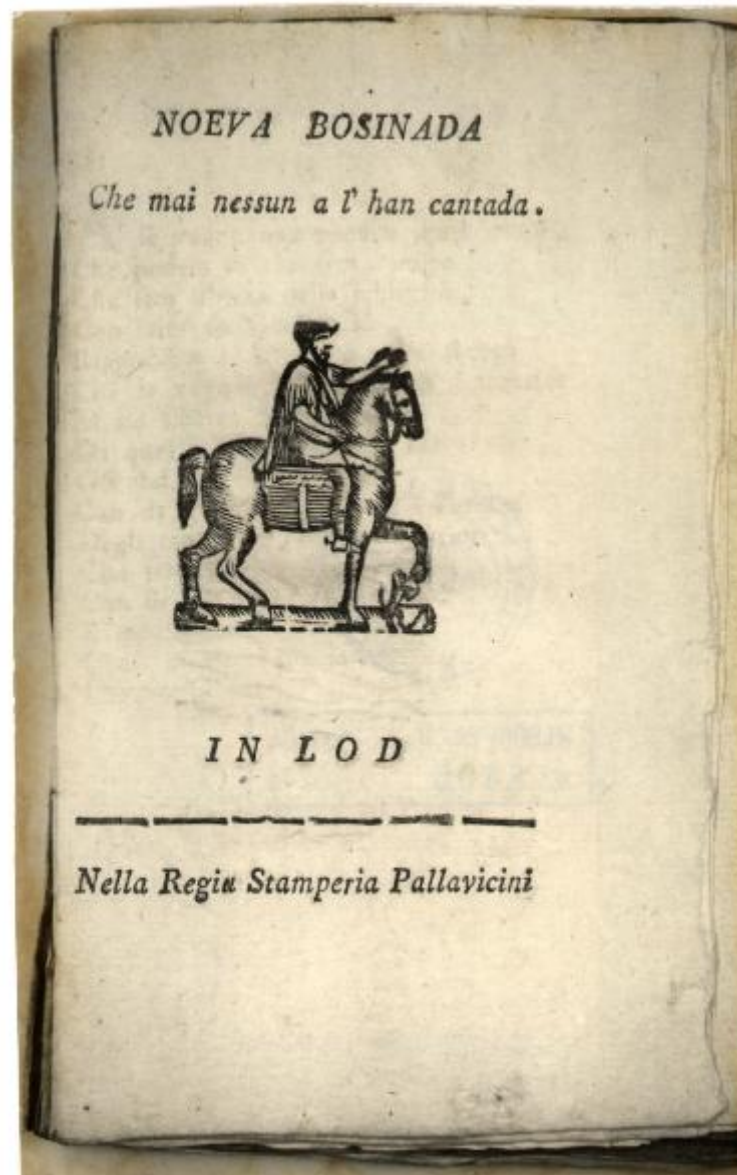 NOEVA BOSINADA
Che mai nessun a l' han cantada.
IN LOD
Nella Regia Stamperia Pallavicini